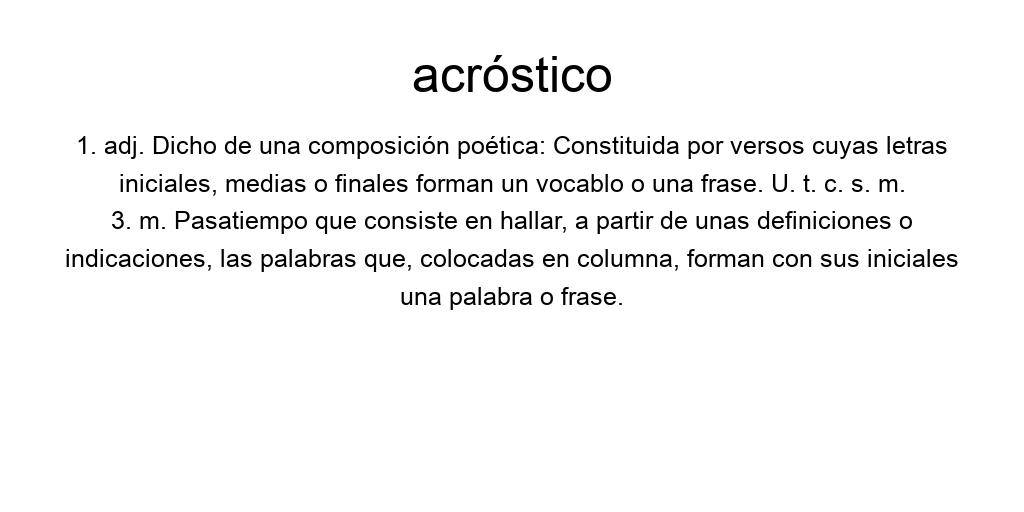 acróstico
1. adj. Dicho de una composición poética: Constituida por versos cuyas letras
iniciales, medias o finales forman un vocablo o una frase. U. t. c. s. m.
3. m. Pasatiempo que consiste en hallar, a partir de unas definiciones o
indicaciones, las palabras que, colocadas en columna, forman con sus iniciales
una palabra o frase.